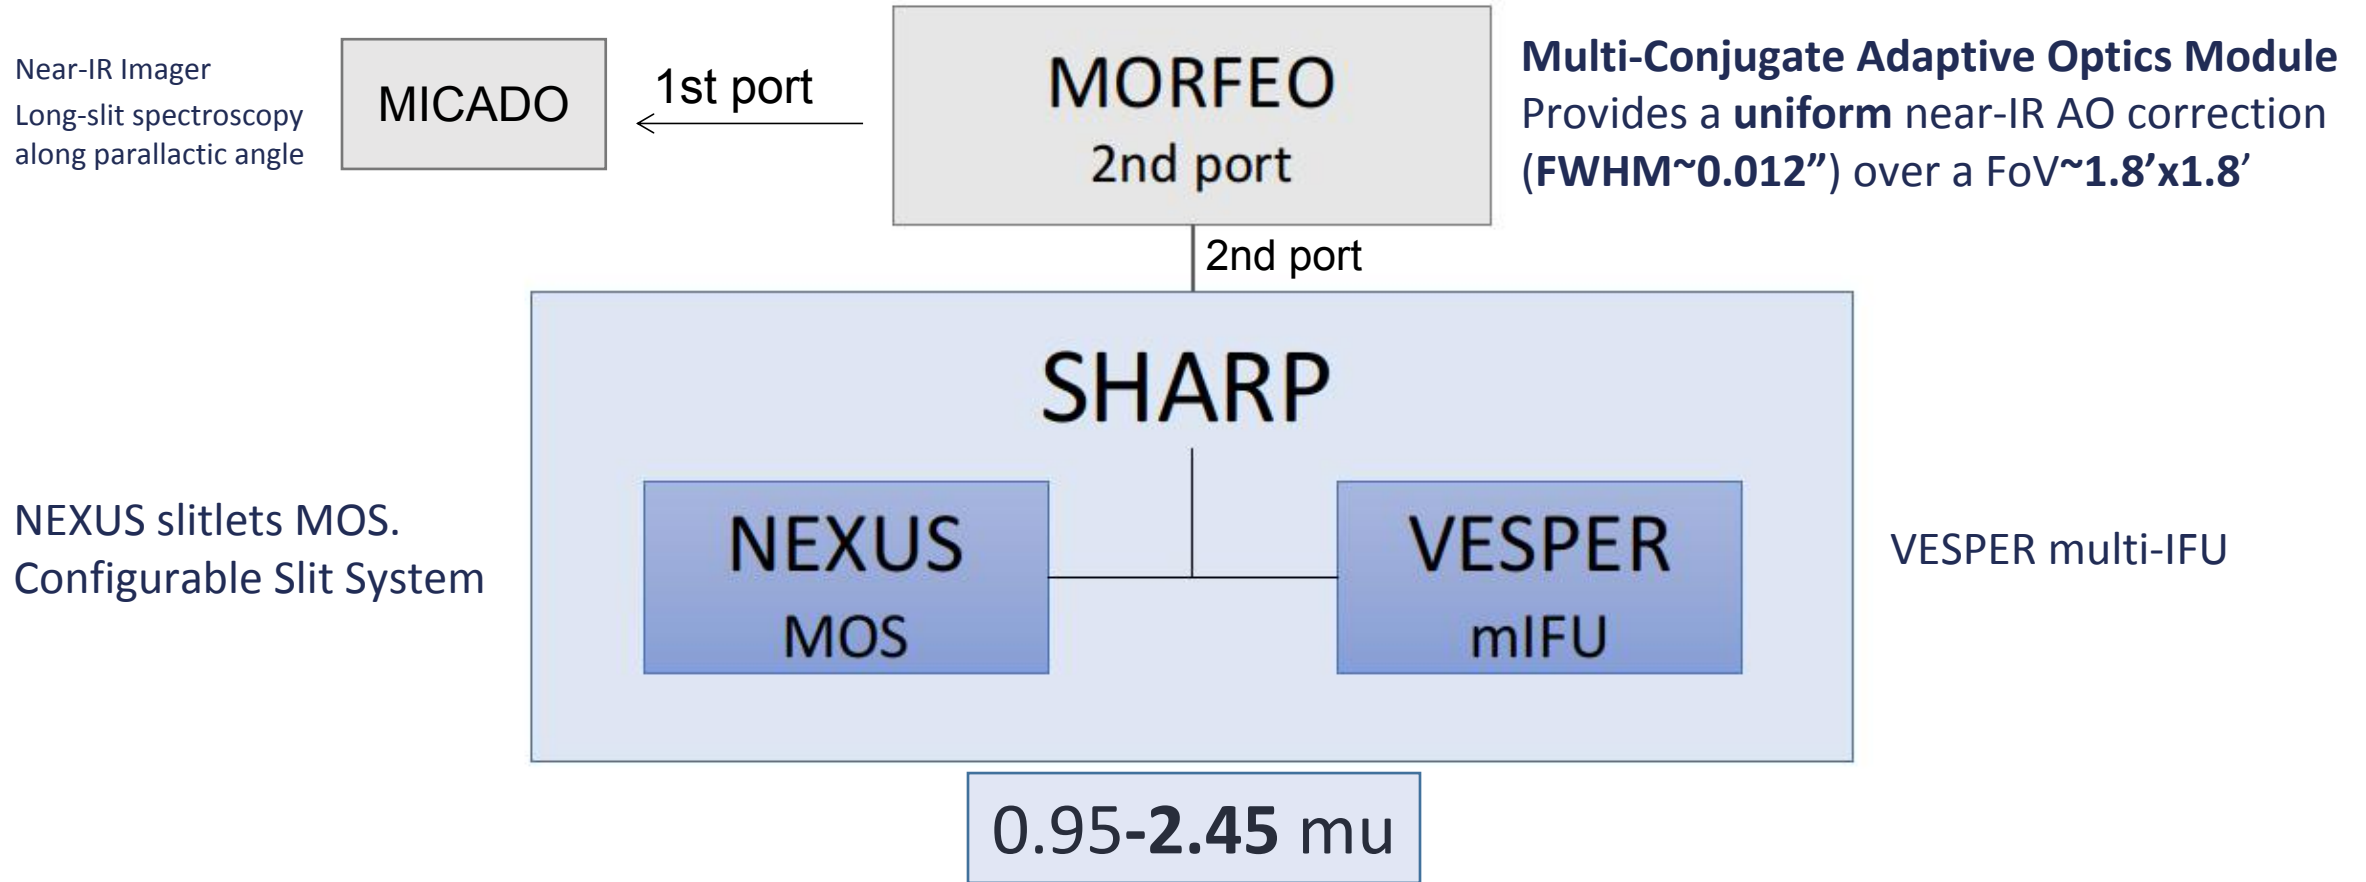 Near-IR Imager
Long-slit spectroscopy
along parallactic angle
MICADO
1st port
MORFEO
2nd port
Multi-Conjugate Adaptive Optics Module
Provides a uniform near-IR AO correction
(FWHM~0.012”) over a FoV~1.8’x1.8’
2nd port
SHARP
NEXUS slitlets MOS.
Configurable Slit System
NEXUS
MOS
VESPER
mIFU
VESPER multi-IFU
0.95-2.45 mu